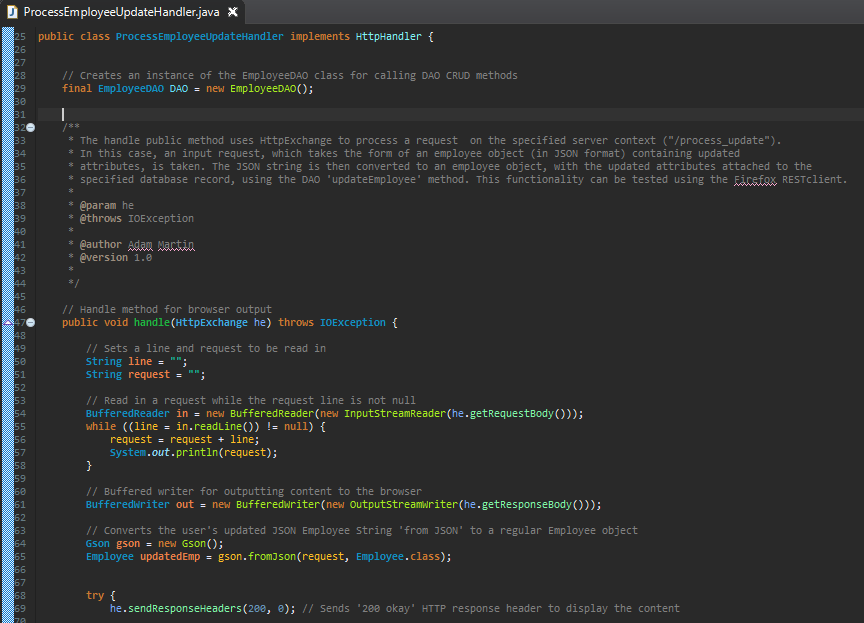 ProcessEmployeeUpdateHandler.java
25 public class ProcessEmployeeUpdateHandler implements HttpHandler {
26
27
28 // Creates an instance of the EmployeeDAO class for calling DAO CRUD methods
29 final EmployeeDAO DAO = new EmployeeDAO();
30
31
32 /**
33 * The handle public method uses HttpExchange to process a request  on the specified server context ("/process_update").
34 * In this case, an input request, which takes the form of an employee object (in JSON format) containing updated
35 * attributes, is taken. The JSON string is then converted to an employee object, with the updated attributes attached to the
36 * specified database record, using the DAO 'updateEmployee' method. This functionality can be tested using the Firefox RESTclient.
37 *
38 * @param he
39 * @throws IOException
40 *
41 * @author Adam Martin
42 * @version 1.0
43 *
44 */
45
46 // Handle method for browser output
47 public void handle(HttpExchange he) throws IOException {
48
49 // Sets a line and request to be read in
50 String line = "";
51 String request = "";
52
53 // Read in a request while the request line is not null
54 BufferedReader in = new BufferedReader(new InputStreamReader(he.getRequestBody()));
55 while ((line = in.readLine()) != null) {
56 request = request + line;
57 System.out.println(request);
58 }
59
60 // Buffered writer for outputting content to the browser
61 BufferedWriter out = new BufferedWriter(new OutputStreamWriter(he.getResponseBody()));
62
63 // Converts the user's updated JSON Employee String 'from JSON' to a regular Employee object
64 Gson gson = new Gson();
65 Employee updatedEmp = gson.fromJson(request, Employee.class);
66
67
68 try {
69 he.sendResponseHeaders(200, 0); // Sends '200 okay' HTTP response header to display the content
70